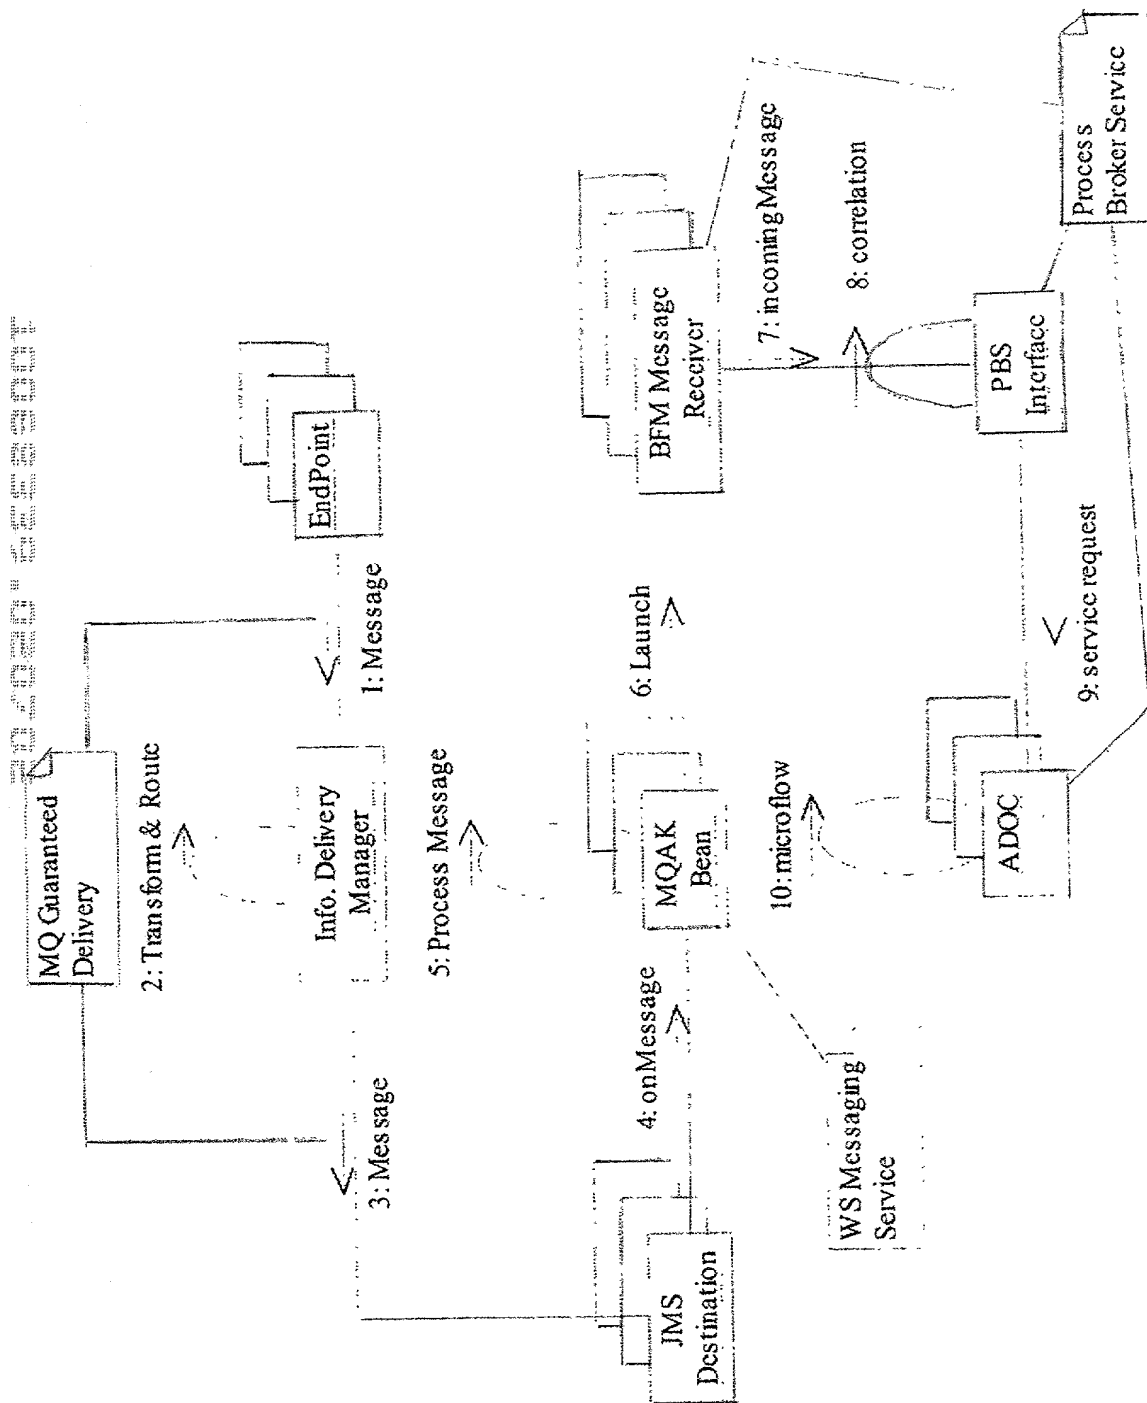 MQ Guaranteed
Delivery
2: Transform & Route
EndPoint
1: Message
Info. Delivery
Manager
3: Message
5: Process Message
JMS
Destination
4: onMessage
MQAK
Bean
6: Launch
BFM Message
Receiver
7: incomingMessage
8: correlation
WS Messaging
Service
10: microflow
PBS
Interface
9: service request
ADOC
Process
Broker Service